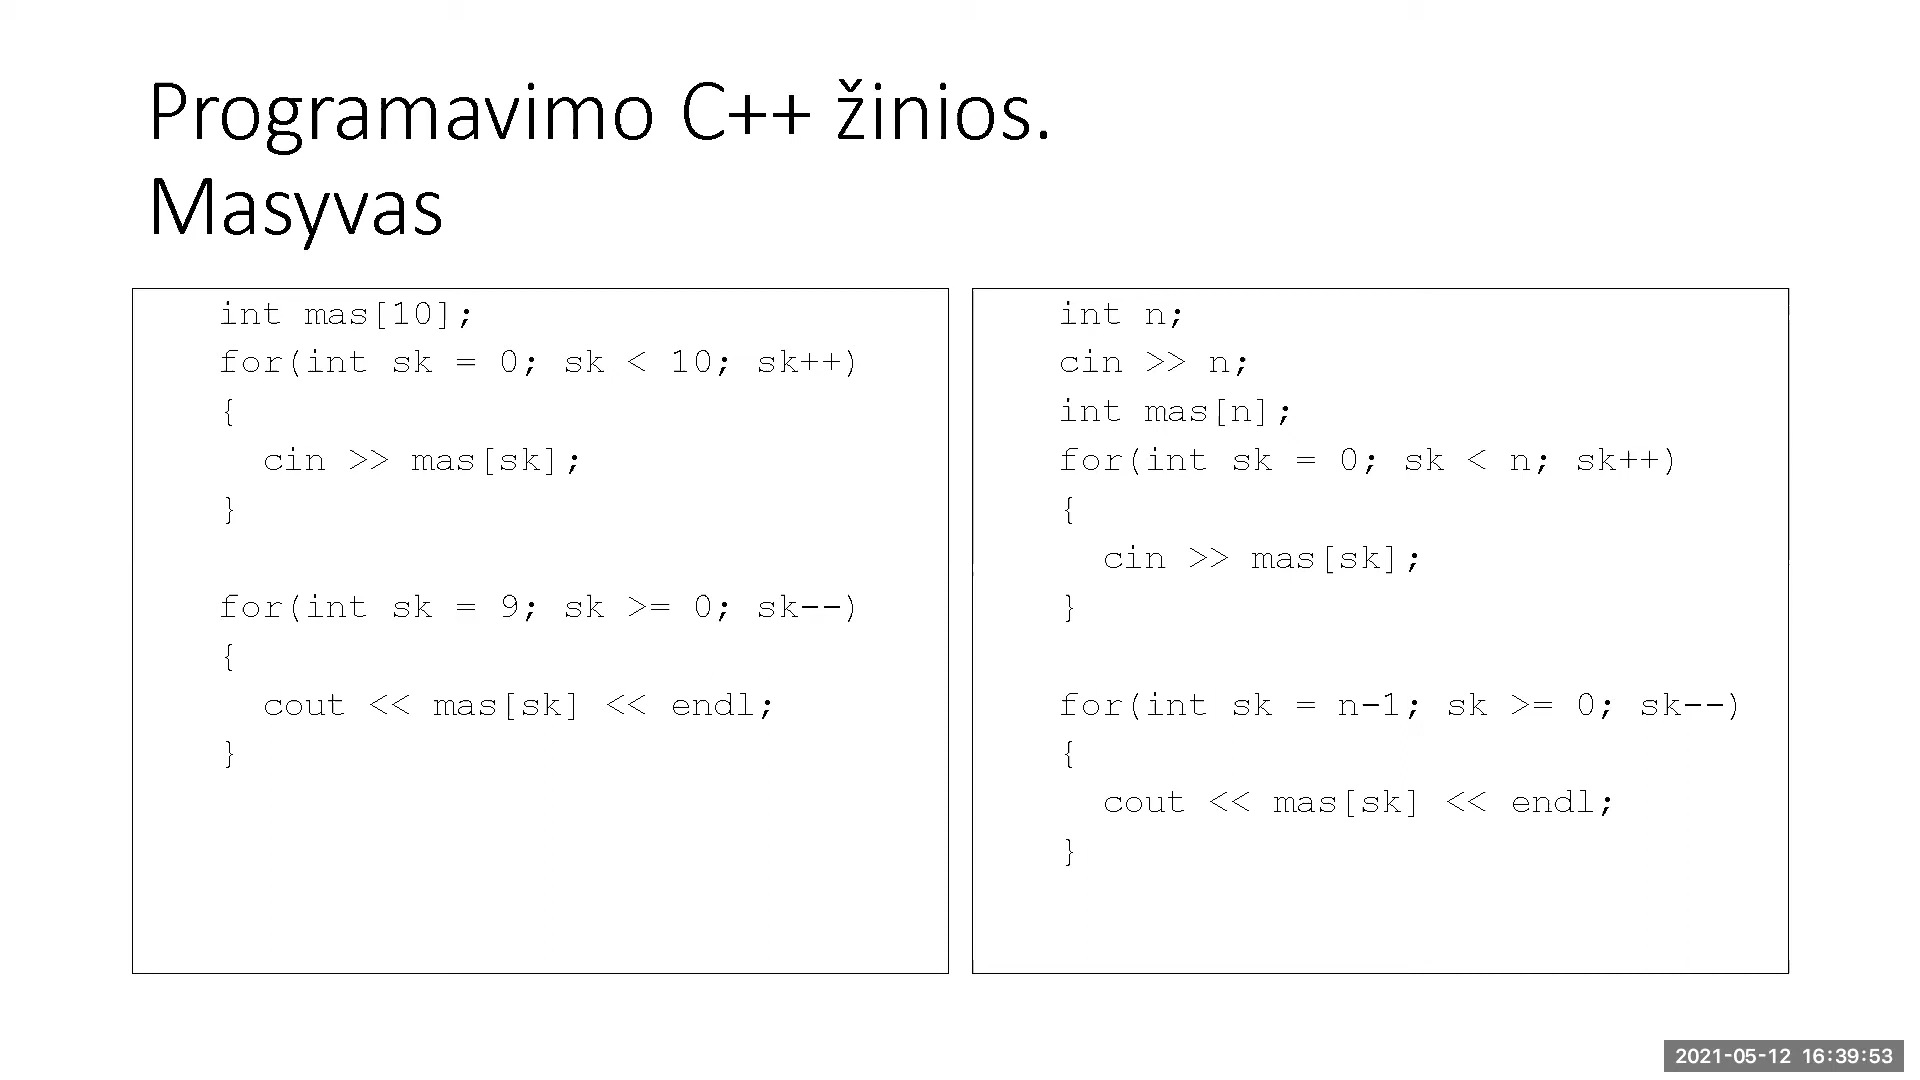 Programavimo C++ žinios.
Masyvas
int mas[10];
for(int sk = 0; sk < 10; sk++)
{
  cin >> mas[sk];
}

for(int sk = 9; sk >= 0; sk--)
{
  cout << mas[sk] << endl;
}
int n;
cin >> n;
int mas[n];
for(int sk = 0; sk < n; sk++)
{
  cin >> mas[sk];
}

for(int sk = n-1; sk >= 0; sk--)
{
  cout << mas[sk] << endl;
}
2021-05-12 16:39:53